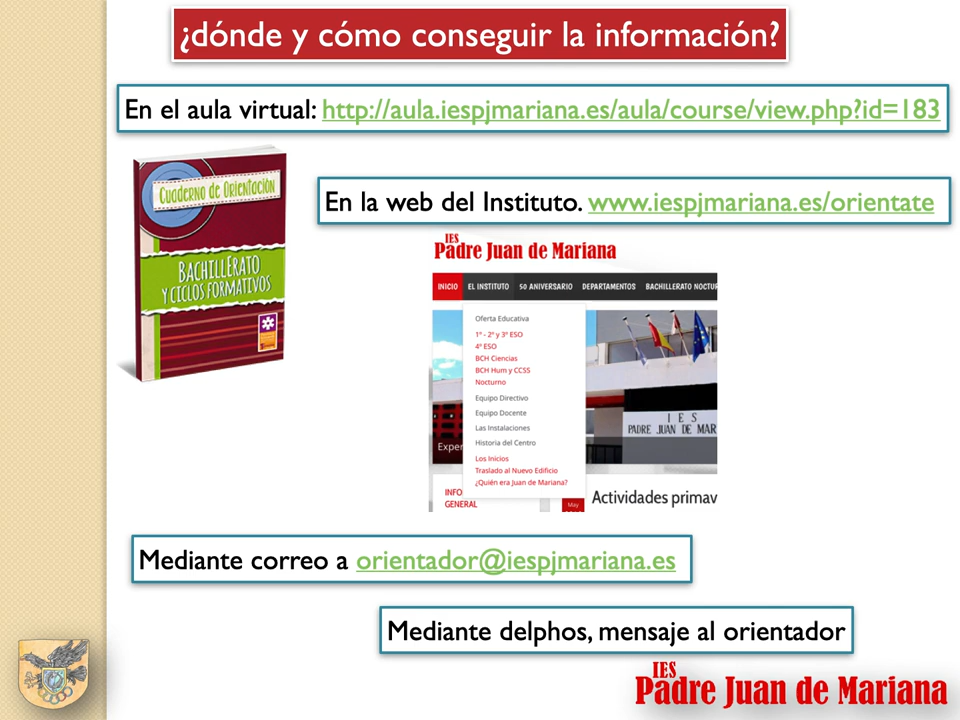 ¿dónde y cómo conseguir la información?
En el aula virtual: http://aula.iespjmariana.es/aula/course/view.php?id=183
Cuaderno de Orientación
BACHILLERATO
Y CICLOS FORMATIVOS
En la web del Instituto. www.iespjmariana.es/orientate
IES
Padre Juan de Mariana
INICIO EL INSTITUTO 50 ANIVERSARIO DEPARTAMENTOS BACHILLERATO NOCTUR
Oferta Educativa
1º - 2º y 3º ESO
4º ESO
BCH Ciencias
BCH Hum y CCSS
Nocturno
Equipo Directivo
Equipo Docente
Las Instalaciones
Historia del Centro
Los Inicios
Traslado al Nuevo Edificio
¿Quién era Juan de Mariana?
I E S
PADRE JUAN DE MAR
Exper
INFO
GENERAL
May
Actividades primav
Mediante correo a orientador@iespjmariana.es
Mediante delphos, mensaje al orientador
IES
Padre Juan de Mariana